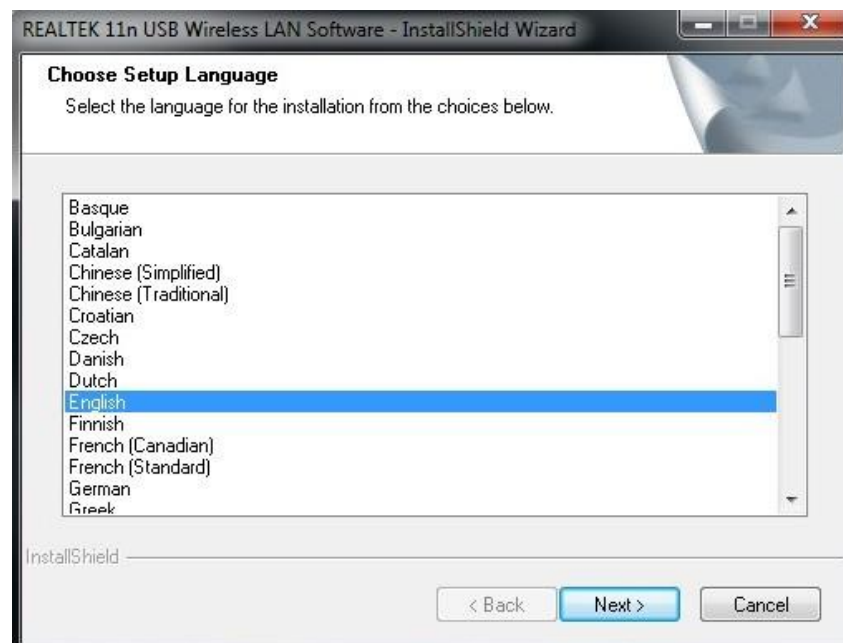 REALTEK 11n USB Wireless LAN Software - InstallShield Wizard
Choose Setup Language
Select the language for the installation from the choices below.
Basque
Bulgarian
Catalan
Chinese (Simplified)
Chinese (Traditional)
Croatian
Czech
Danish
Dutch
English
Finnish
French (Canadian)
French (Standard)
German
Greek
InstallShield
< Back Next > Cancel